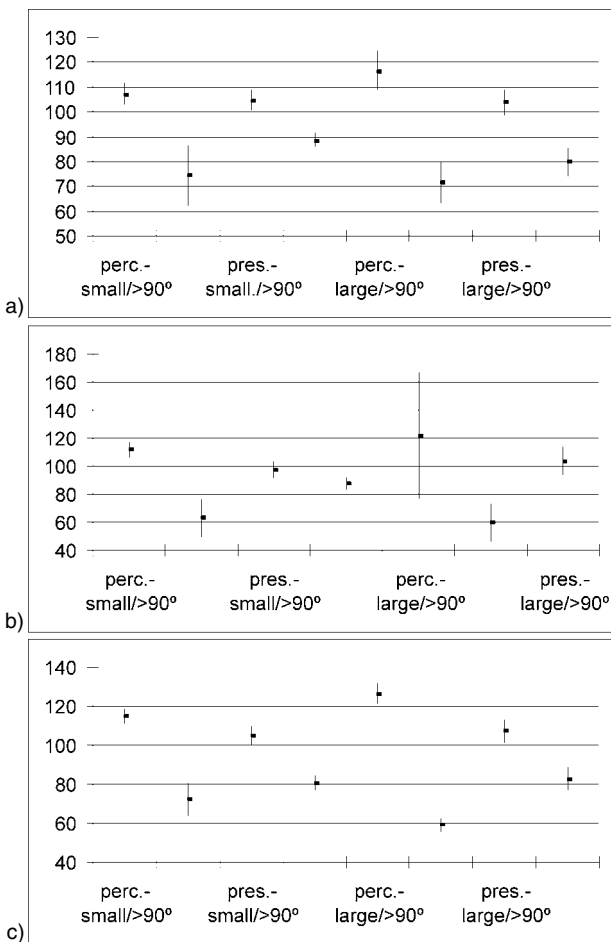 130
120
110
100
90
80
70
60
50
perc.- pres.- perc.- pres.-
small/>90º small./>90º large/>90º large/>90º
a)
180
160
140
120
100
80
60
40
perc.- pres.- perc.- pres.-
small/>90º small/>90º large/>90º large/>90º
b)
140
120
100
80
60
40
perc.- pres.- perc.- pres.-
small/>90º small/>90º large/>90º large/>90º
c)